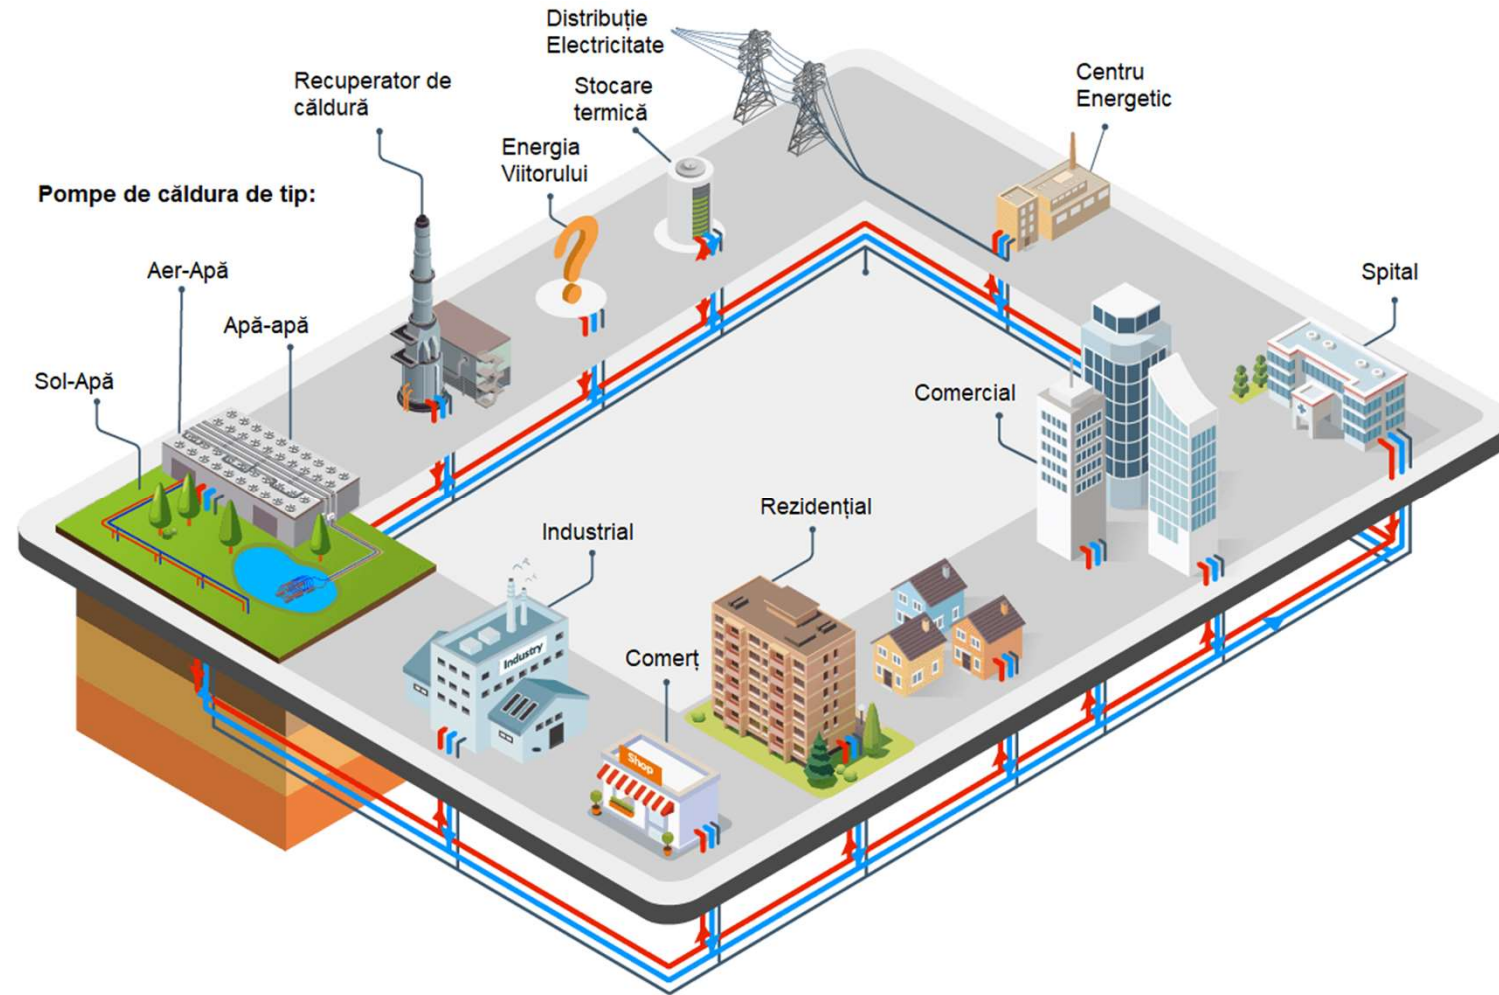 Distribuție
Electricitate
Recuperator de
căldură
Stocare
termică
Centru
Energetic
Energia
Viitorului
Pompe de căldura de tip:
Aer-Apă
Spital
Apă-apă
Sol-Apă
Comercial
Rezidențial
Industrial
Industry
Comerț
Shop